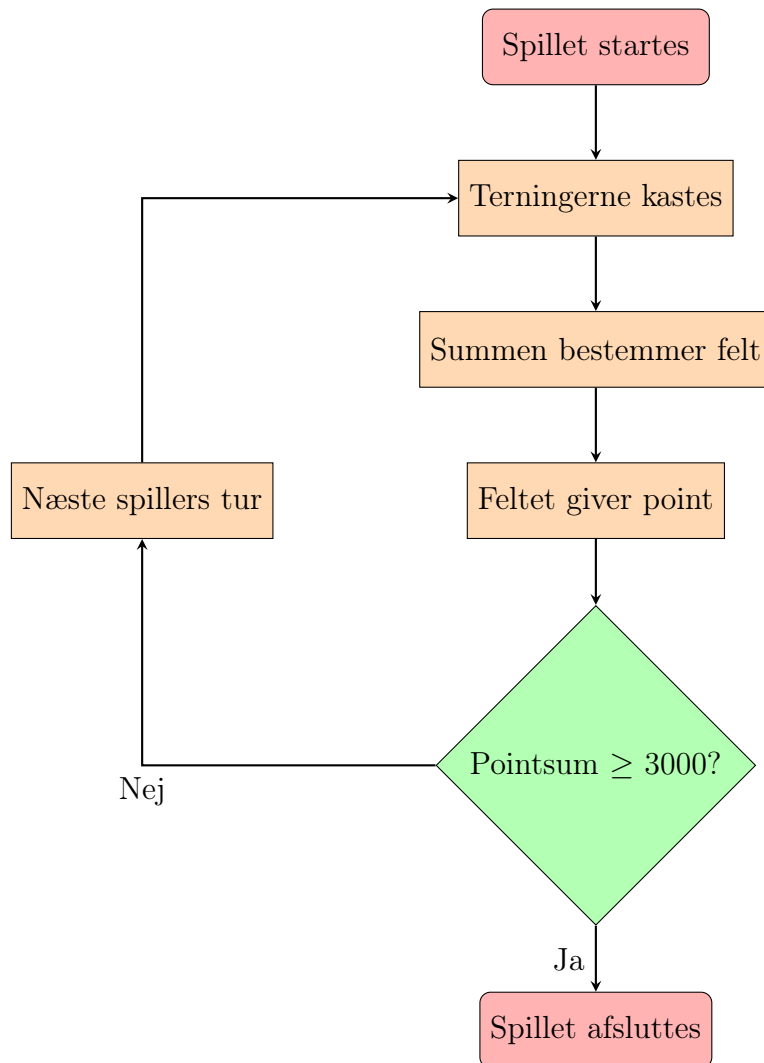 Spillet startes
Terningerne kastes
Summen bestemmer felt
Næste spillers tur
Feltet giver point
Pointsum ≥ 3000?
Nej
Ja
Spillet afsluttes